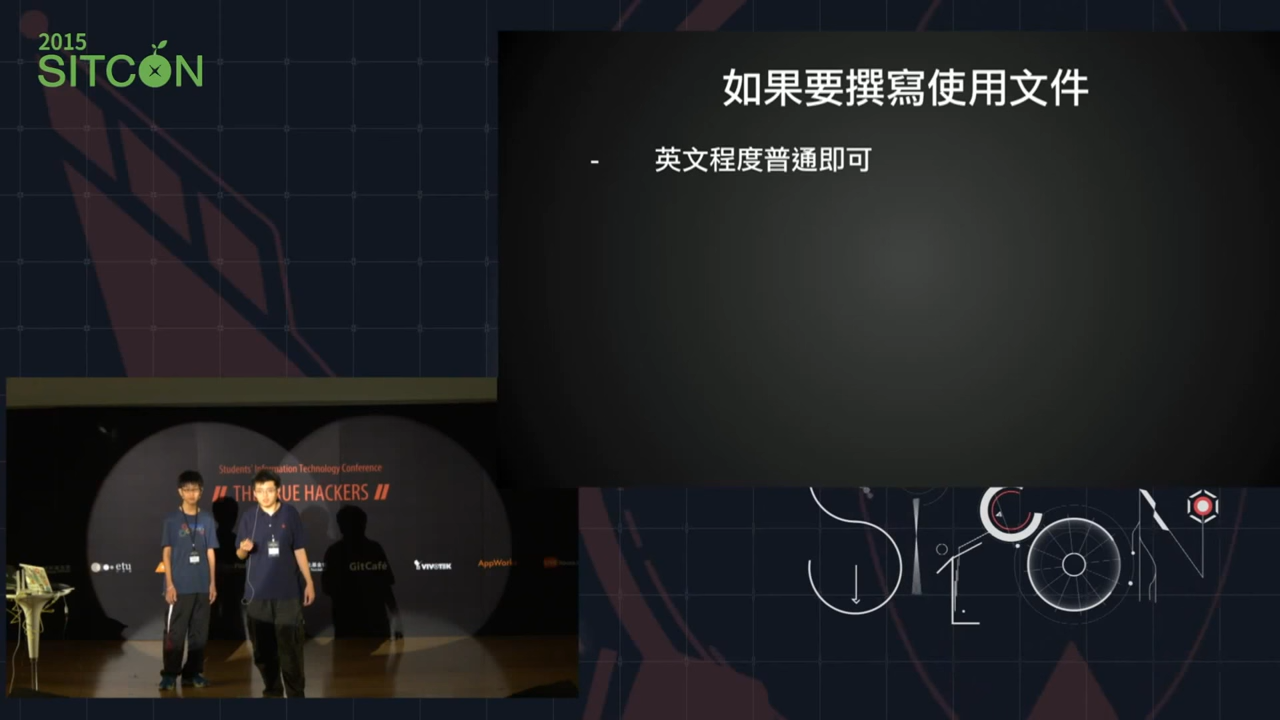 2015
SITCON
如果要撰寫使用文件
- 英文程度普通即可
Students' Information Technology Conference
// THE TRUE HACKERS //
etu
GitCafe
VIVOTEK
AppWorks